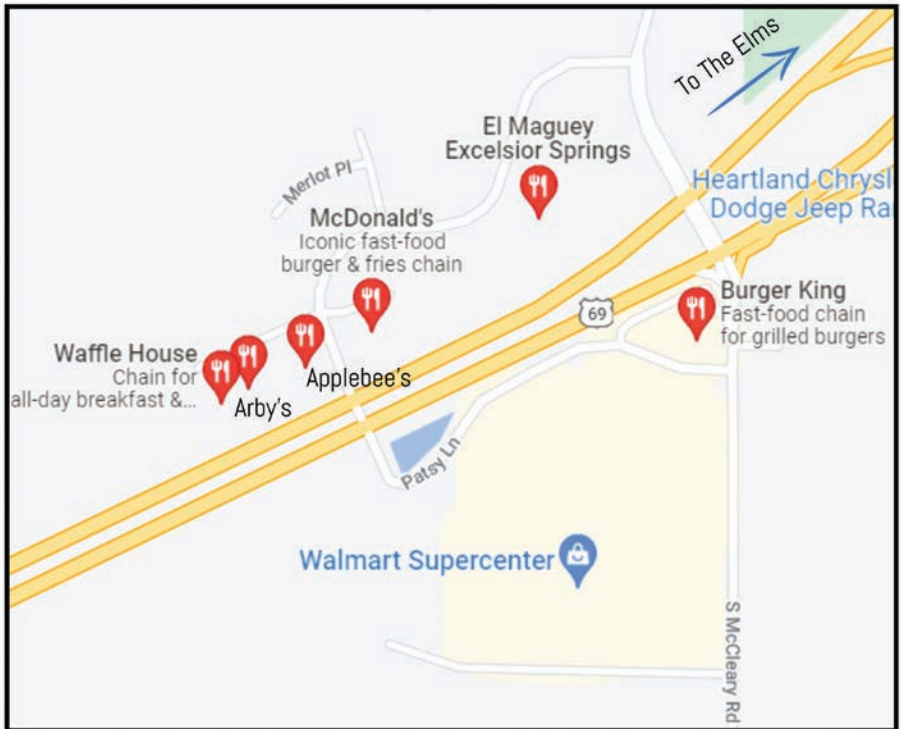 To The Elms
El Maguey
Excelsior Springs
Merlot Pl
Heartland Chrysl
Dodge Jeep Ra
McDonald's
Iconic fast-food
burger & fries chain
69
Burger King
Fast-food chain
for grilled burgers
Waffle House
Chain for
all-day breakfast &...
Applebee's
Arby's
Patsy Ln
Walmart Supercenter
S McCleary Rd